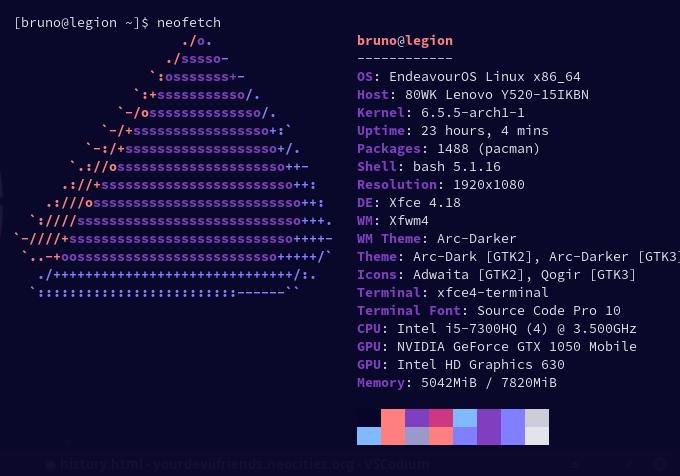 [bruno@legion ~]$ neofetch
./o.
./sssso-
`:osssssss+-
`:+sssssssssso/.
`-/ossssssssssssso/.
`-/+sssssssssssssssso+:`
`-:/+sssssssssssssssssso+/.
`.://osssssssssssssssssssso++-
.://+ssssssssssssssssssssssso++:
.:///ossssssssssssssssssssssssso++:
`:////ssssssssssssssssssssssssssso+++.
`-////+ssssssssssssssssssssssssssso++++-
`..-+oosssssssssssssssssssssssso+++++/`
./++++++++++++++++++++++++++++++/:.
`:::::::::::::::::::::::::------``
bruno@legion
------------
OS: EndeavourOS Linux x86_64
Host: 80WK Lenovo Y520-15IKBN
Kernel: 6.5.5-arch1-1
Uptime: 23 hours, 4 mins
Packages: 1488 (pacman)
Shell: bash 5.1.16
Resolution: 1920x1080
DE: Xfce 4.18
WM: Xfwm4
WM Theme: Arc-Darker
Theme: Arc-Dark [GTK2], Arc-Darker [GTK3]
Icons: Adwaita [GTK2], Qogir [GTK3]
Terminal: xfce4-terminal
Terminal Font: Source Code Pro 10
CPU: Intel i5-7300HQ (4) @ 3.500GHz
GPU: NVIDIA GeForce GTX 1050 Mobile
GPU: Intel HD Graphics 630
Memory: 5042MiB / 7820MiB
history.html - yourdevilfriends.neocities.org - VSCodium